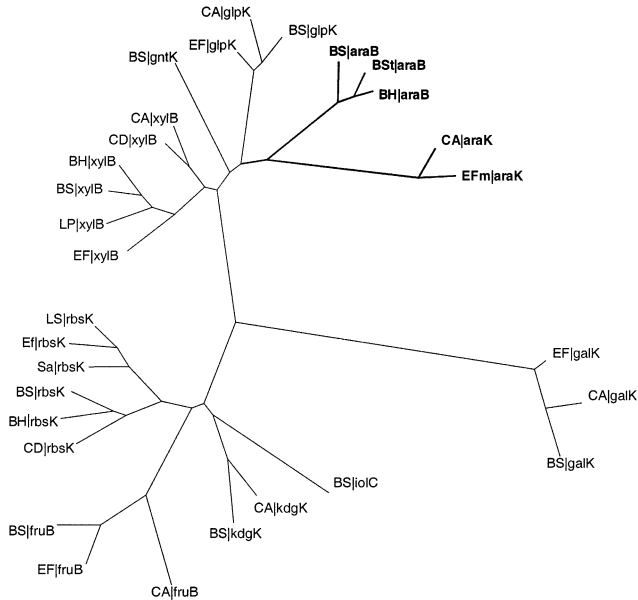 CA|glpK
BS|glpK
EF|glpK
BS|araB
BS|gntK
BSt|araB
BH|araB
CA|xylB
CD|xylB
CA|araK
BH|xylB
EFm|araK
BS|xylB
LP|xylB
EF|xylB
LS|rbsK
Ef|rbsK
EF|galK
Sa|rbsK
BS|rbsK
CA|galK
BH|rbsK
CD|rbsK
BS|galK
BS|iolC
CA|kdgK
BS|fruB
BS|kdgK
EF|fruB
CA|fruB